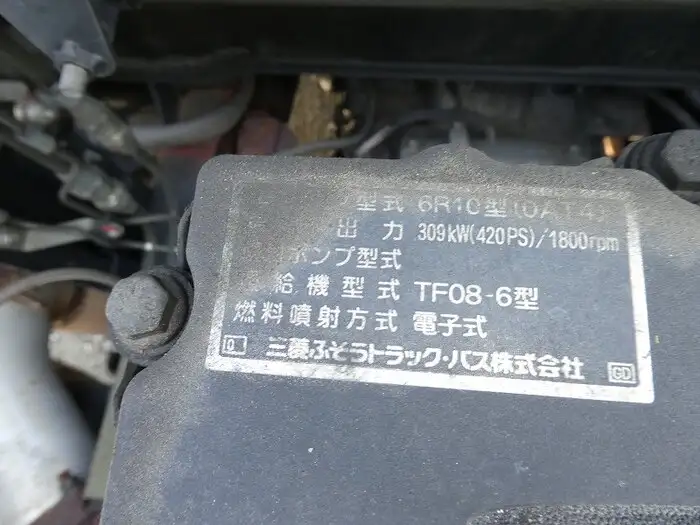 型式 6R10型(0AT4)
出力 309kW(420PS)/1800rpm
ポンプ型式
給機型式 TF08-6型
燃料噴射方式 電子式
三菱ふそうトラック・バス株式会社 GD